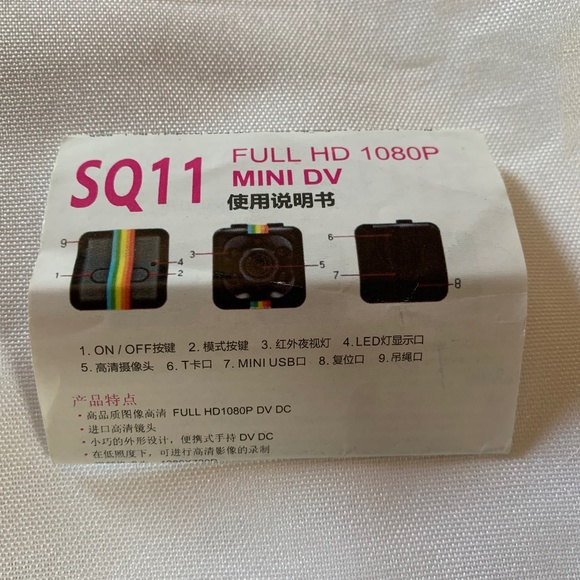 SQ11
FULL HD 1080P
MINI DV
使用说明书
9 1 4 2 3 5 6 7 8
1. ON / OFF按键 2. 模式按键 3. 红外夜视灯 4. LED灯显示口
5. 高清摄像头 6. T卡口 7. MINI USB口 8. 复位口 9. 吊绳口
产品特点
· 高品质图像高清 FULL HD1080P DV DC
· 进口高清镜头
· 小巧的外形设计，便携式手持 DV DC
· 在低照度下，可进行高清影像的录制